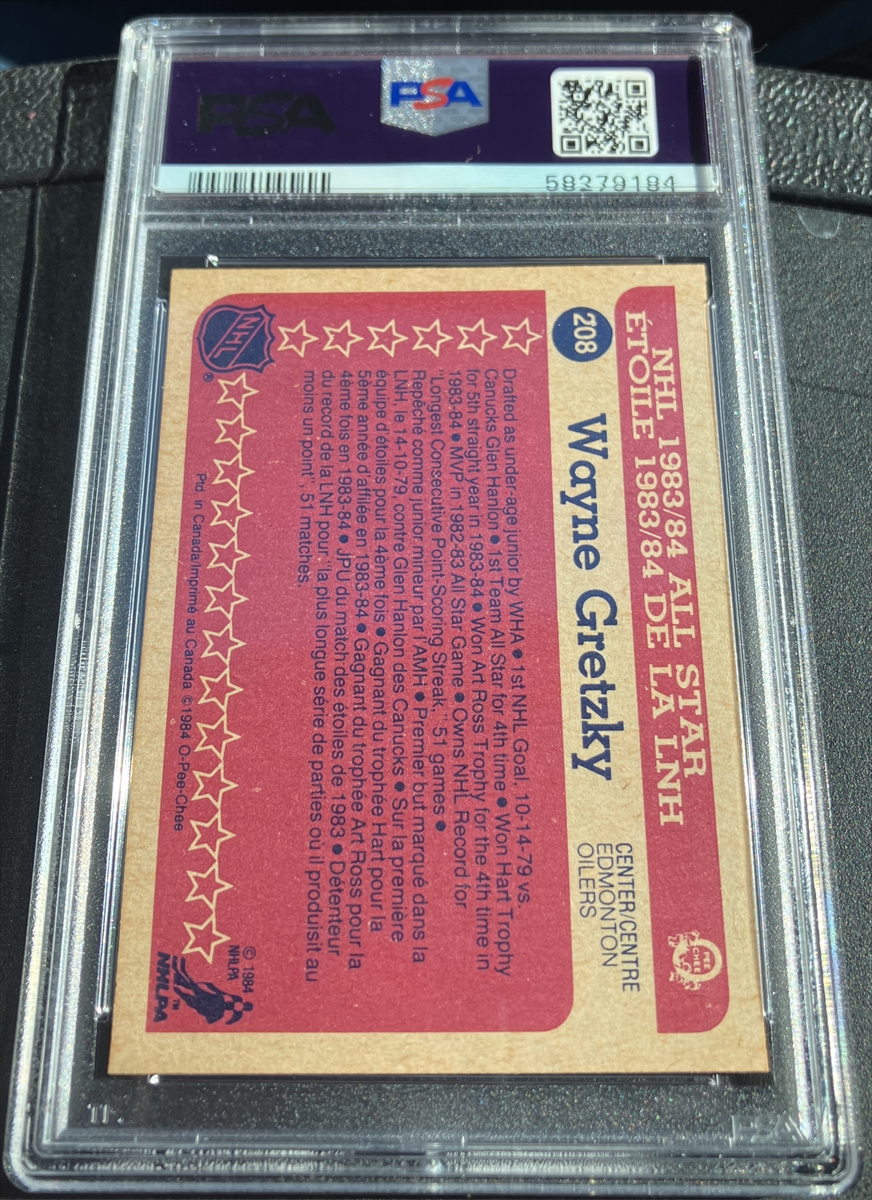 PSA
PSA
58379184
NHL 1983/84 ALL STAR
ÉTOILE 1983/84 DE LA LNH
O PEE CHEE
208
Wayne Gretzky
CENTER/CENTRE
EDMONTON
OILERS
Drafted as under-age junior by WHA ● 1st NHL Goal, 10-14-79 vs.
Canucks Glen Hanlon ● 1st Team All Star for 4th time ● Won Hart Trophy
for 5th straight year in 1983-84 ● Won Art Ross Trophy for the 4th time in
1983-84 ● MVP in 1982-83 All Star Game ● Owns NHL Record for
"Longest Consecutive Point-Scoring Streak," 51 games ●
Repêché comme junior mineur par l'AMH ● Premier but marqué dans la
LNH, le 14-10-79, contre Glen Hanlon des Canucks ● Sur la première
équipe d'étoiles pour la 4ème fois ● Gagnant du trophée Hart pour la
5ème année d'affilée en 1983-84 ● Gagnant du trophée Art Ross pour la
4ème fois en 1983-84 ● JPU du match des étoiles de 1983 ● Détenteur
du record de la LNH pour "la plus longue série de parties ou il produisit au
moins un point", 51 matches.
NHL
®
Ptd. in Canada/Imprimé au Canada ©1984 O-Pee-Chee
© 1984
NHLPA
NHLPA
™